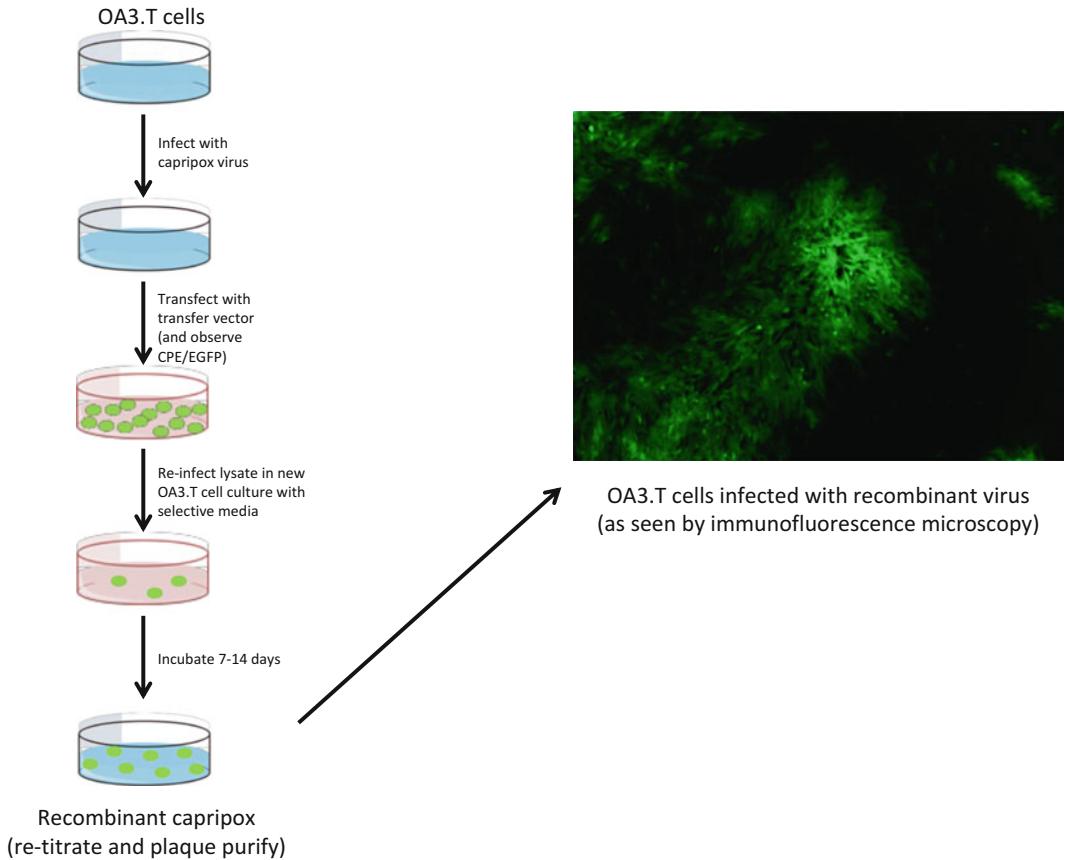 OA3.T cells
Infect with
capripox virus
Transfect with
transfer vector
(and observe
CPE/EGFP)
Re-infect lysate in new
OA3.T cell culture with
selective media
Incubate 7-14 days
Recombinant capripox
(re-titrate and plaque purify)
OA3.T cells infected with recombinant virus
(as seen by immunofluorescence microscopy)